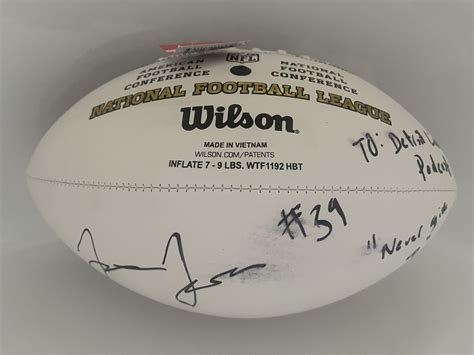 NFL
AMERICAN
FOOTBALL
CONFERENCE
NATIONAL
FOOTBALL
CONFERENCE
NATIONAL FOOTBALL LEAGUE
Wilson
MADE IN VIETNAM
WILSON.COM/PATENTS
INFLATE 7 - 9 LBS. WTF1192 HBT
TO: Detroit
#39
"Never